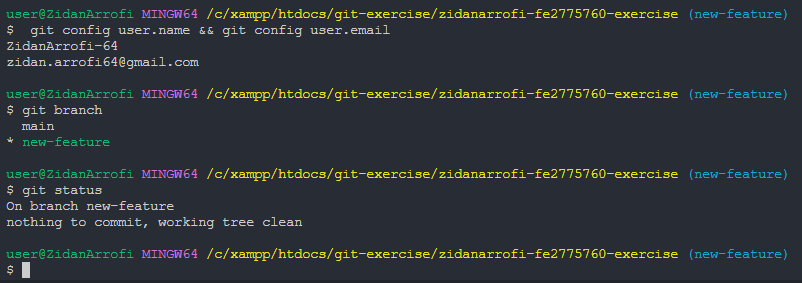 user@ZidanArrofi MINGW64 /c/xampp/htdocs/git-exercise/zidanarrofi-fe2775760-exercise (new-feature)
$  git config user.name && git config user.email
ZidanArrofi-64
zidan.arrofi64@gmail.com
user@ZidanArrofi MINGW64 /c/xampp/htdocs/git-exercise/zidanarrofi-fe2775760-exercise (new-feature)
$ git branch
  main
* new-feature
user@ZidanArrofi MINGW64 /c/xampp/htdocs/git-exercise/zidanarrofi-fe2775760-exercise (new-feature)
$ git status
On branch new-feature
nothing to commit, working tree clean
user@ZidanArrofi MINGW64 /c/xampp/htdocs/git-exercise/zidanarrofi-fe2775760-exercise (new-feature)
$